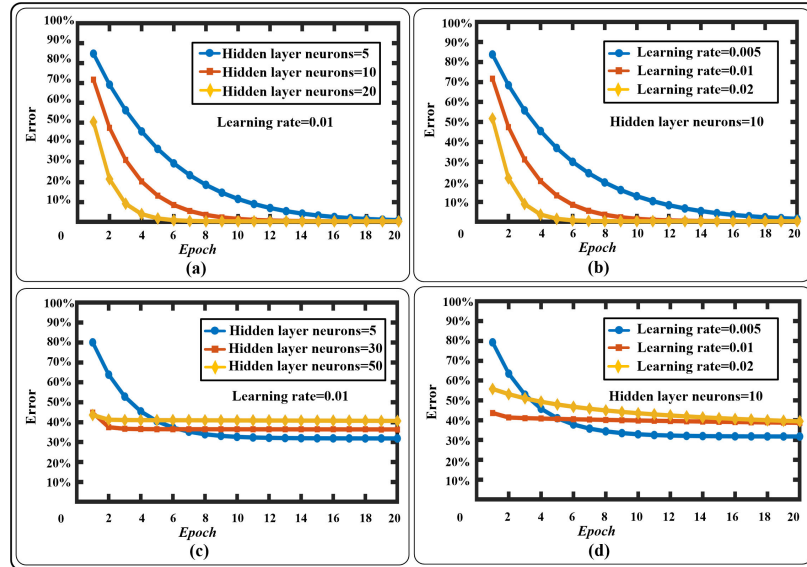 100%
90%
80%
70%
60%
50%
40%
30%
20%
10%
Error
Hidden layer neurons=5
Hidden layer neurons=10
Hidden layer neurons=20
Learning rate=0.01
0 2 4 6 8 10 12 14 16 18 20
Epoch
(a)
100%
90%
80%
70%
60%
50%
40%
30%
20%
10%
Error
Learning rate=0.005
Learning rate=0.01
Learning rate=0.02
Hidden layer neurons=10
0 2 4 6 8 10 12 14 16 18 20
Epoch
(b)
100%
90%
80%
70%
60%
50%
40%
30%
20%
10%
Error
Hidden layer neurons=5
Hidden layer neurons=30
Hidden layer neurons=50
Learning rate=0.01
0 2 4 6 8 10 12 14 16 18 20
Epoch
(c)
100%
90%
80%
70%
60%
50%
40%
30%
20%
10%
Error
Learning rate=0.005
Learning rate=0.01
Learning rate=0.02
Hidden layer neurons=10
0 2 4 6 8 10 12 14 16 18 20
Epoch
(d)